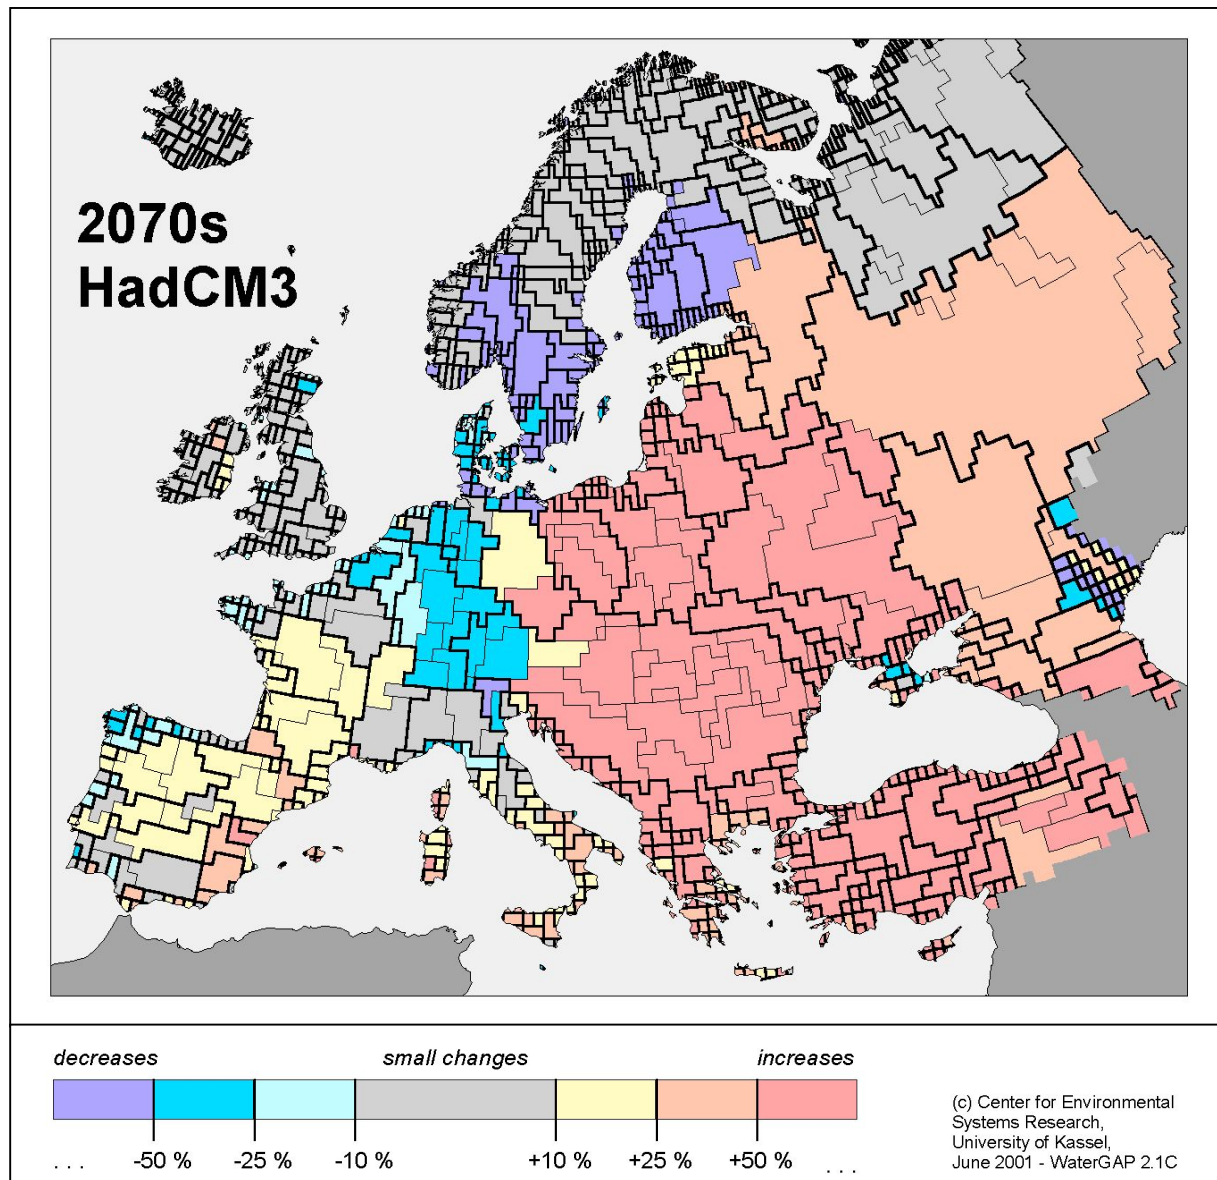 2070s
HadCM3
decreases small changes increases
. . . -50 % -25 % -10 % +10 % +25 % +50 % . . .
(c) Center for Environmental
Systems Research,
University of Kassel,
June 2001 - WaterGAP 2.1C